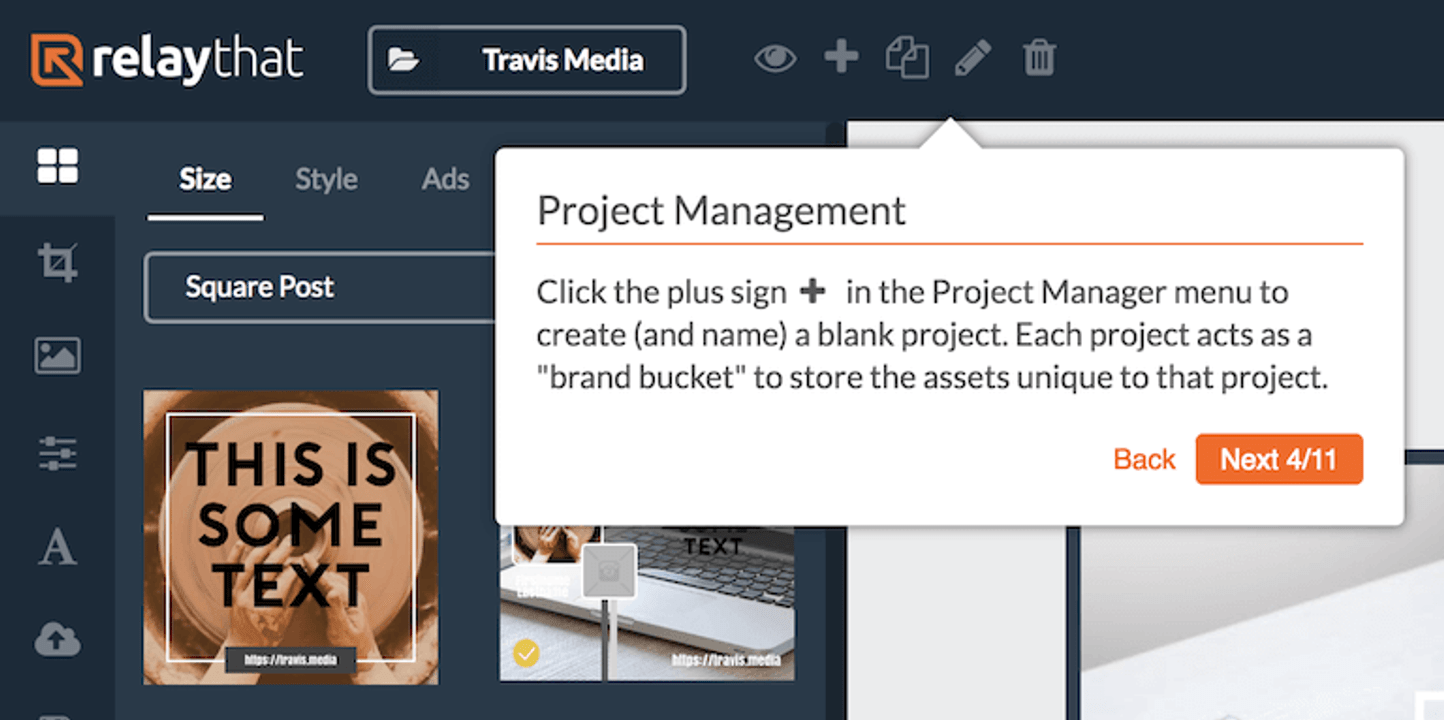 relaythat
Travis Media
Size Style Ads
Square Post
Project Management
Click the plus sign in the Project Manager menu to
create (and name) a blank project. Each project acts as a
"brand bucket" to store the assets unique to that project.
Back Next 4/11
THIS IS
SOME
TEXT
https://travis.media
TEXT
https://travis.media